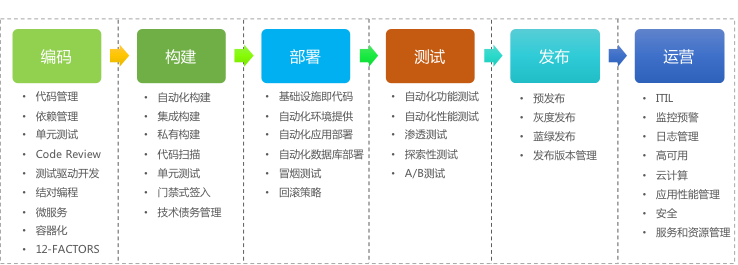 编码
构建
部署
测试
发布
运营
• 代码管理
• 依赖管理
• 单元测试
• Code Review
• 测试驱动开发
• 结对编程
• 微服务
• 容器化
• 12-FACTORS
• 自动化构建
• 集成构建
• 私有构建
• 代码扫描
• 单元测试
• 门禁式签入
• 技术债务管理
• 基础设施即代码
• 自动化环境提供
• 自动化应用部署
• 自动化数据库部署
• 冒烟测试
• 回滚策略
• 自动化功能测试
• 自动化性能测试
• 渗透测试
• 探索性测试
• A/B测试
• 预发布
• 灰度发布
• 蓝绿发布
• 发布版本管理
• ITIL
• 监控预警
• 日志管理
• 高可用
• 云计算
• 应用性能管理
• 安全
• 服务和资源管理